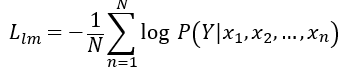 L_{lm} = -\frac{1}{N}\sum_{n=1}^{N} \log P(Y|x_1, x_2, \ldots, x_n)